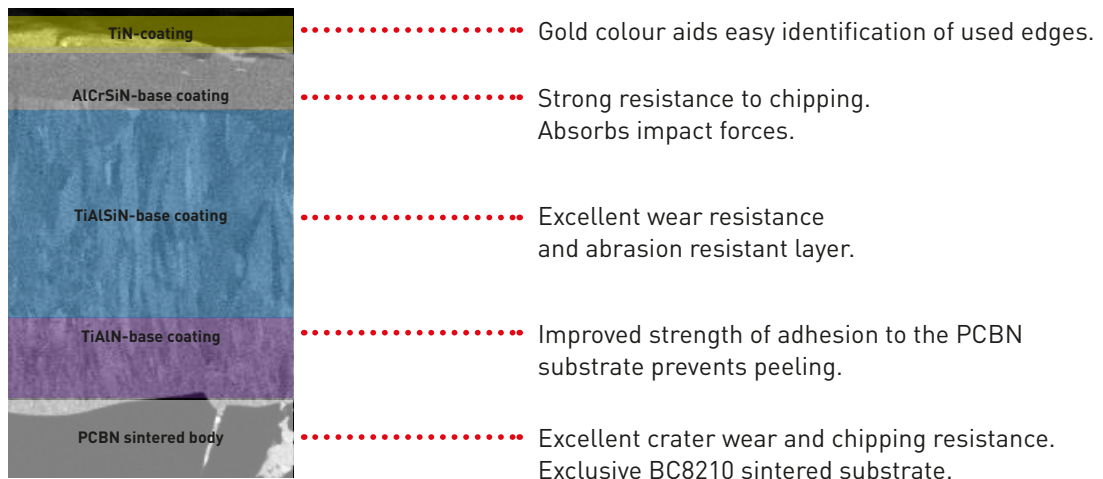 TiN-coating
Gold colour aids easy identification of used edges.
AlCrSiN-base coating
Strong resistance to chipping.
Absorbs impact forces.
TiAlSiN-base coating
Excellent wear resistance
and abrasion resistant layer.
TiAlN-base coating
Improved strength of adhesion to the PCBN
substrate prevents peeling.
PCBN sintered body
Excellent crater wear and chipping resistance.
Exclusive BC8210 sintered substrate.